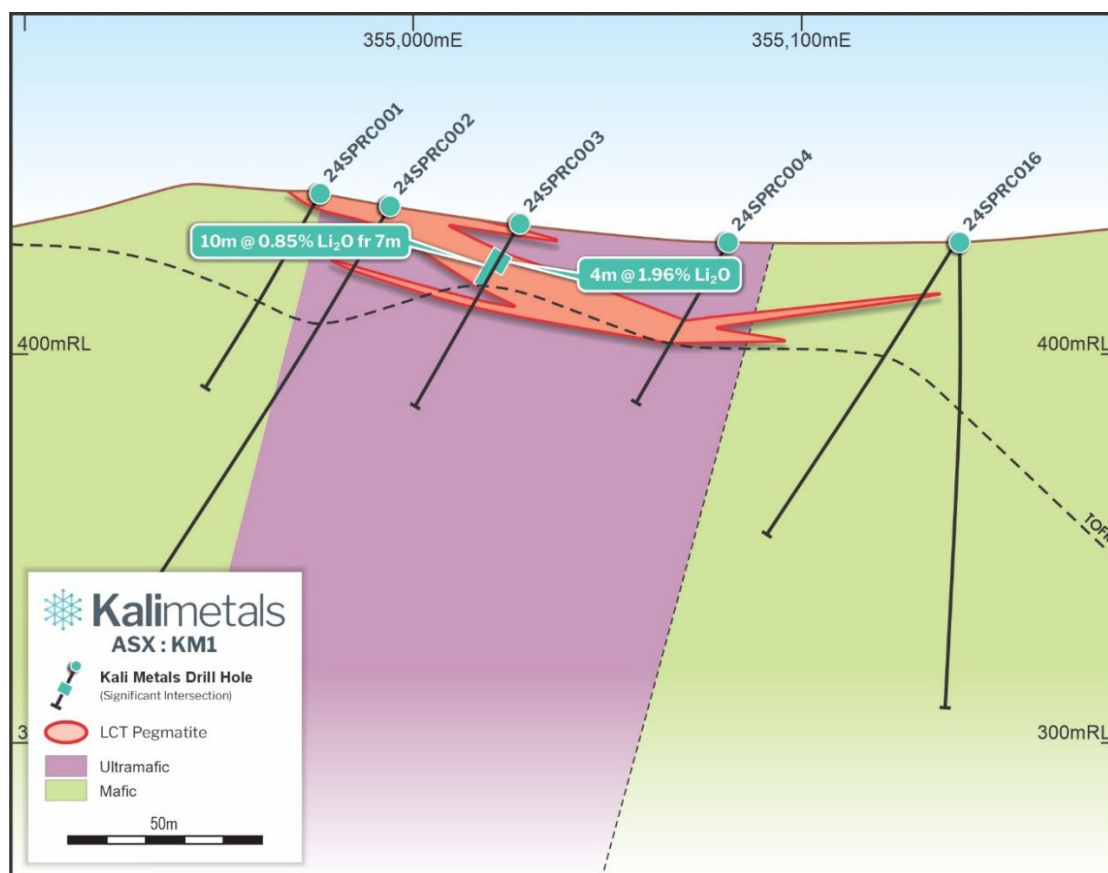 355,000mE
355,100mE
24SPRC001
24SPRC002
24SPRC003
24SPRC004
24SPRC016
10m @ 0.85% Li₂O fr 7m
4m @ 1.96% Li₂O
400mRL
400mRL
300mRL
Kalimetals
ASX : KM1
Kali Metals Drill Hole
(Significant Intersection)
LCT Pegmatite
Ultramafic
Mafic
50m